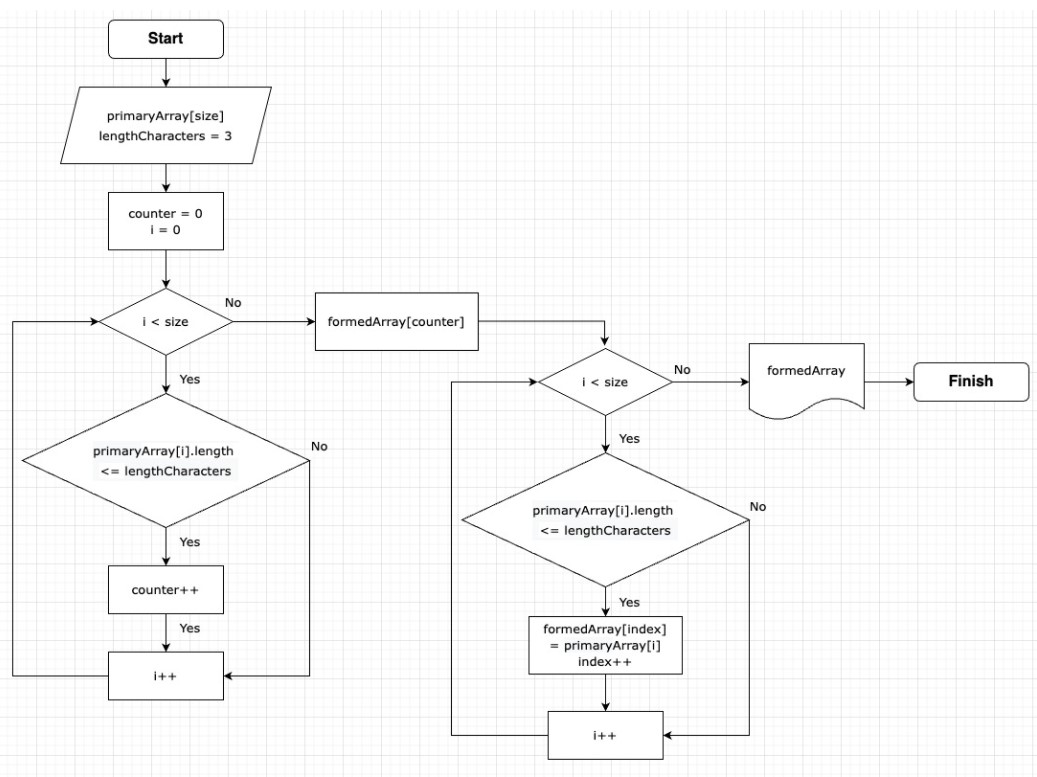 Start
primaryArray[size]
lengthCharacters = 3
counter = 0
i = 0
i < size
No
Yes
primaryArray[i].length
<= lengthCharacters
No
Yes
counter++
Yes
i++
formedArray[counter]
i < size
No
Yes
primaryArray[i].length
<= lengthCharacters
No
Yes
formedArray[index]
= primaryArray[i]
index++
i++
formedArray
Finish